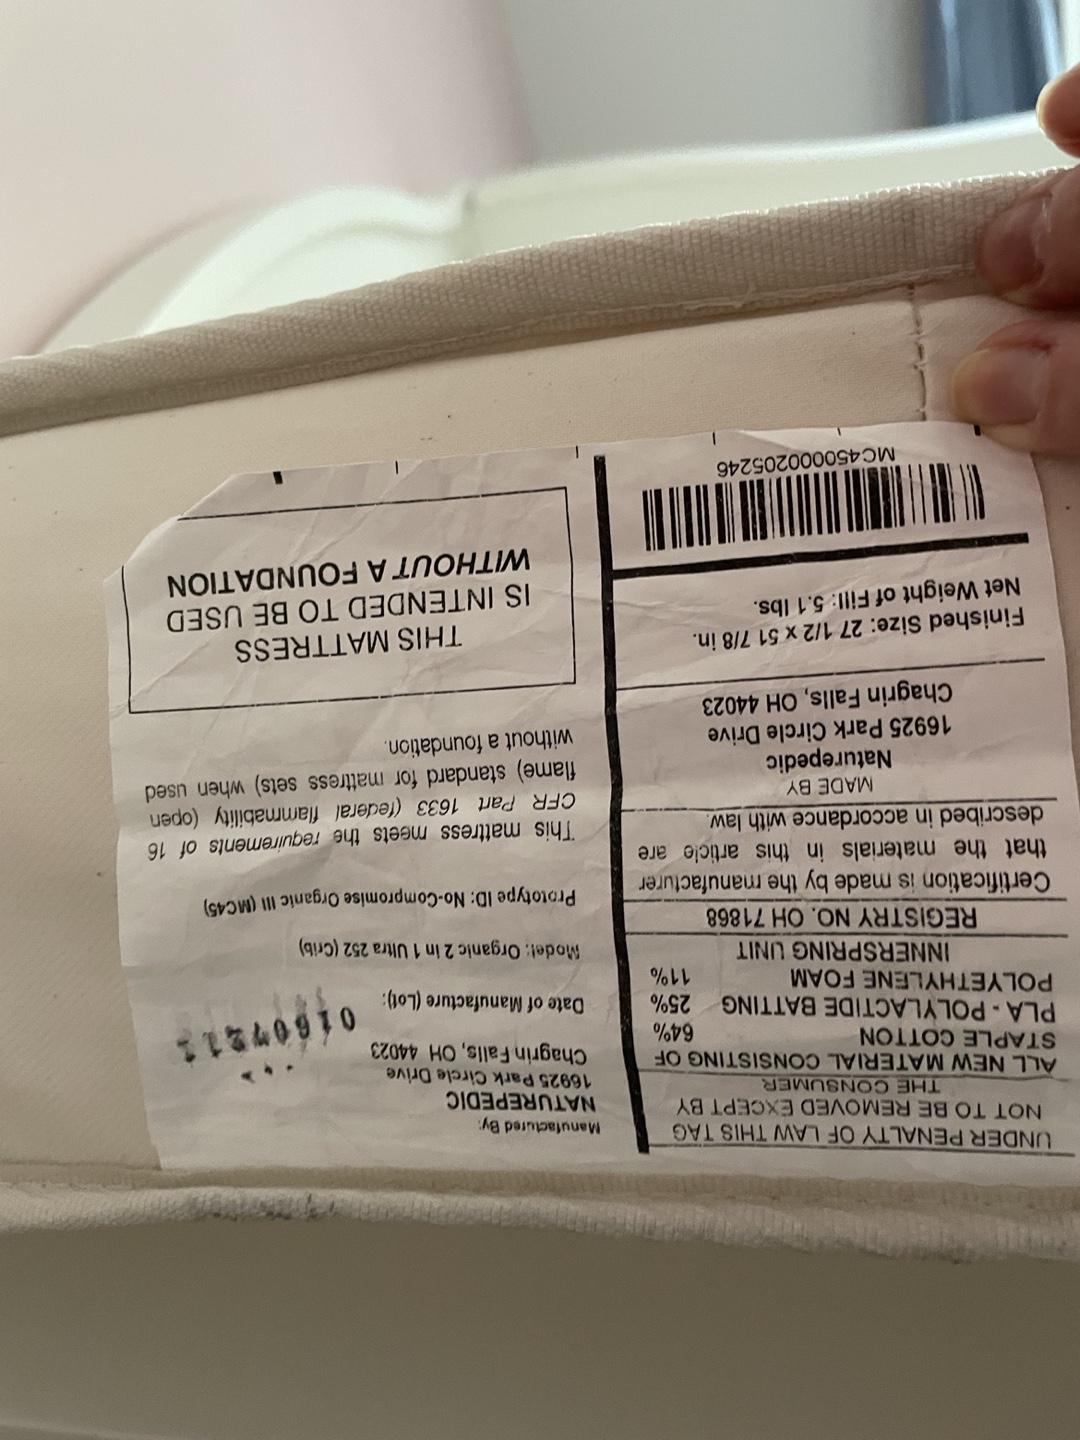 UNDER PENALTY OF LAW THIS TAG
NOT TO BE REMOVED EXCEPT BY
THE CONSUMER
ALL NEW MATERIAL CONSISTING OF
STAPLE COTTON 64%
PLA - POLYLACTIDE BATTING 25%
POLYETHYLENE FOAM 11%
INNERSPRING UNIT
REGISTRY NO. OH 71868
Certification is made by the manufacturer
that the materials in this article are
described in accordance with law.
MADE BY
Naturepedic
16925 Park Circle Drive
Chagrin Falls, OH 44023
Finished Size: 27 1/2 x 51 7/8 in.
Net Weight of Fill: 5.1 lbs.
MC450000205246
Manufactured By:
NATUREPEDIC
16925 Park Circle Drive
Chagrin Falls, OH 44023
Date of Manufacture (Lot):
Model: Organic 2 in 1 Ultra 252 (Crib)
Prototype ID: No-Compromise Organic III (MC45)
This mattress meets the requirements of 16
CFR Part 1633 (federal flammability (open
flame) standard for mattress sets) when used
without a foundation.
THIS MATTRESS
IS INTENDED TO BE USED
WITHOUT A FOUNDATION